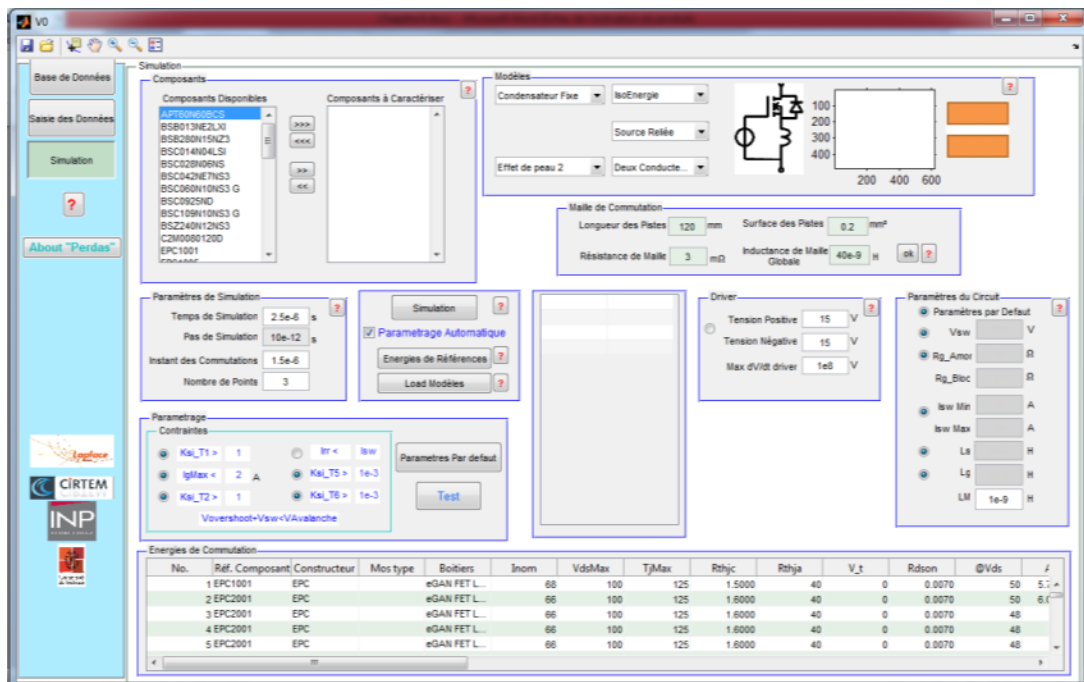 V0
Base de Données
Saisie des Données
Simulation
?
About "Perdas"
Laplace
CIRTEM
INP
Simulation
Composants
?
Composants Disponibles
Composants à Caractériser
APT60N60BCS
BSB013NE2LXI
BSB280N15NZ3
BSC014N04LSI
BSC028N06NS
BSC042NE7NS3
BSC060N10NS3 G
BSC0925ND
BSC109N10NS3 G
BSZ240N12NS3
C2M0080120D
EPC1001
>>>
<<<
>>
<<
Modèles
?
Condensateur Fixe
IsoEnergie
Source Reliée
Effet de peau 2
Deux Conducte...
100
200
300
400
200 400 600
Maille de Commutation
Longueur des Pistes 120 mm
Surface des Pistes 0.2 mm²
Résistance de Maille 3 mΩ
Inductance de Maille Globale 40e-9 H
ok ?
Paramètres de Simulation
?
Temps de Simulation 2.5e-6 s
Pas de Simulation 10e-12 s
Instant des Commutations 1.5e-6
Nombre de Points 3
Simulation ?
Parametrage Automatique
Energies de Références ?
Load Modèles ?
Driver
?
Tension Positive 15 V
Tension Négative 15 V
Max dV/dt driver 1e8 V
Paramètres du Circuit
?
Paramètres par Defaut
Vsw V
Rg_Amor Ω
Rg_Bloc Ω
Isw Min A
Isw Max A
Ls H
Lg H
LM 1e-9 H
Parametrage
Contraintes
Ksi_T1 > 1
Irr < Isw
IgMax < 2 A
Ksi_T5 > 1e-3
Ksi_T2 > 1
Ksi_T6 > 1e-3
Vovershoot+Vsw<VAvalanche
Parametres Par defaut
Test
Energies de Commutation
No. Réf. Composant Constructeur Mos type Boitiers Inom VdsMax TjMax Rthjc Rthja V_t Rdson @Vds
1 EPC1001 EPC eGAN FET L... 68 100 125 1.5000 40 0 0.0070 50
2 EPC2001 EPC eGAN FET L... 66 100 125 1.6000 40 0 0.0070 50
3 EPC2001 EPC eGAN FET L... 66 100 125 1.6000 40 0 0.0070 48
4 EPC2001 EPC eGAN FET L... 66 100 125 1.6000 40 0 0.0070 48
5 EPC2001 EPC eGAN FET L... 66 100 125 1.6000 40 0 0.0070 48